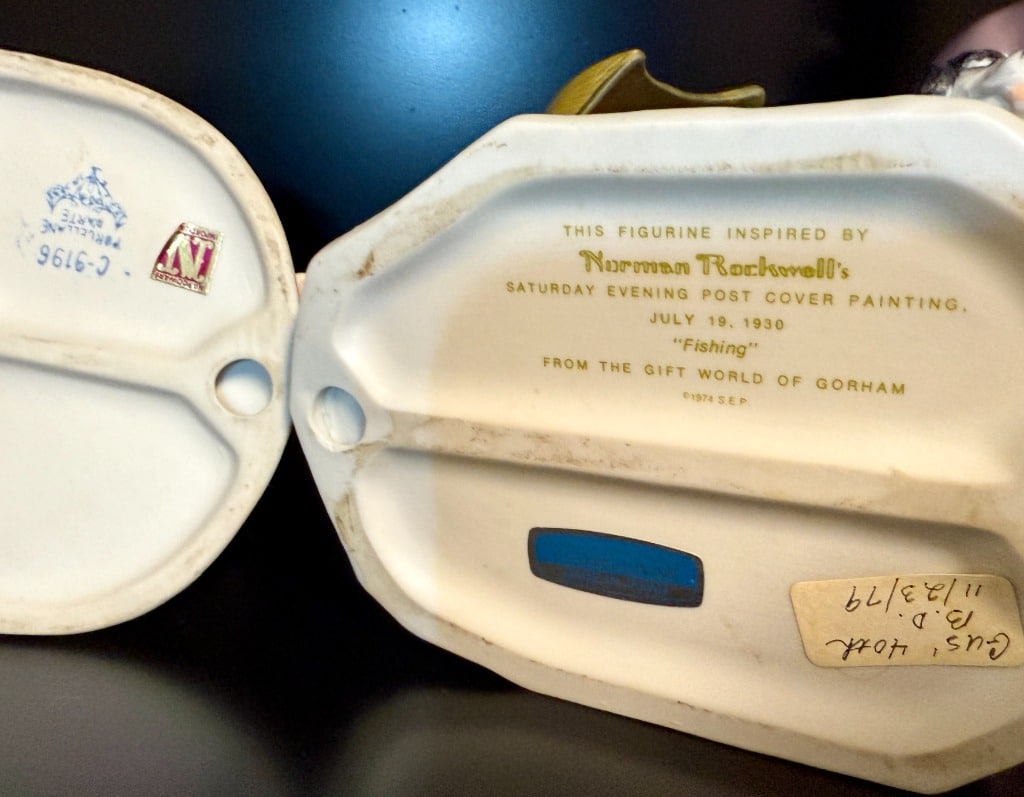 THIS FIGURINE INSPIRED BY
Norman Rockwell's
SATURDAY EVENING POST COVER PAINTING,
JULY 19, 1930
"Fishing"
FROM THE GIFT WORLD OF GORHAM
©1974 S.E.P.
Gus' 40th
B.D.
11/23/79
PORCELLANE
D'ARTE
C-9196
N